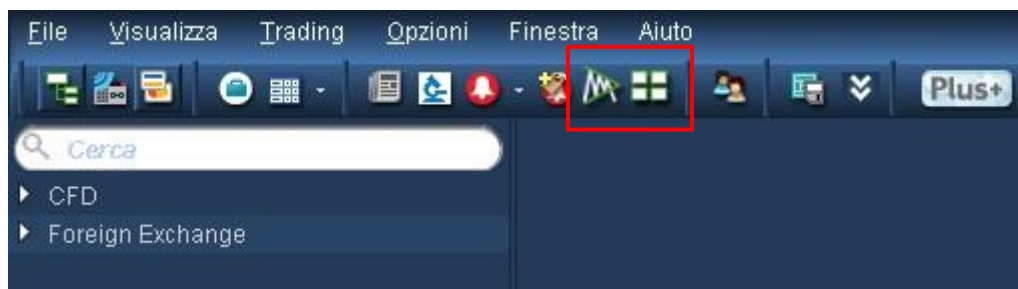 File Visualizza Trading Opzioni Finestra Aiuto
Plus+
Cerca
CFD
Foreign Exchange